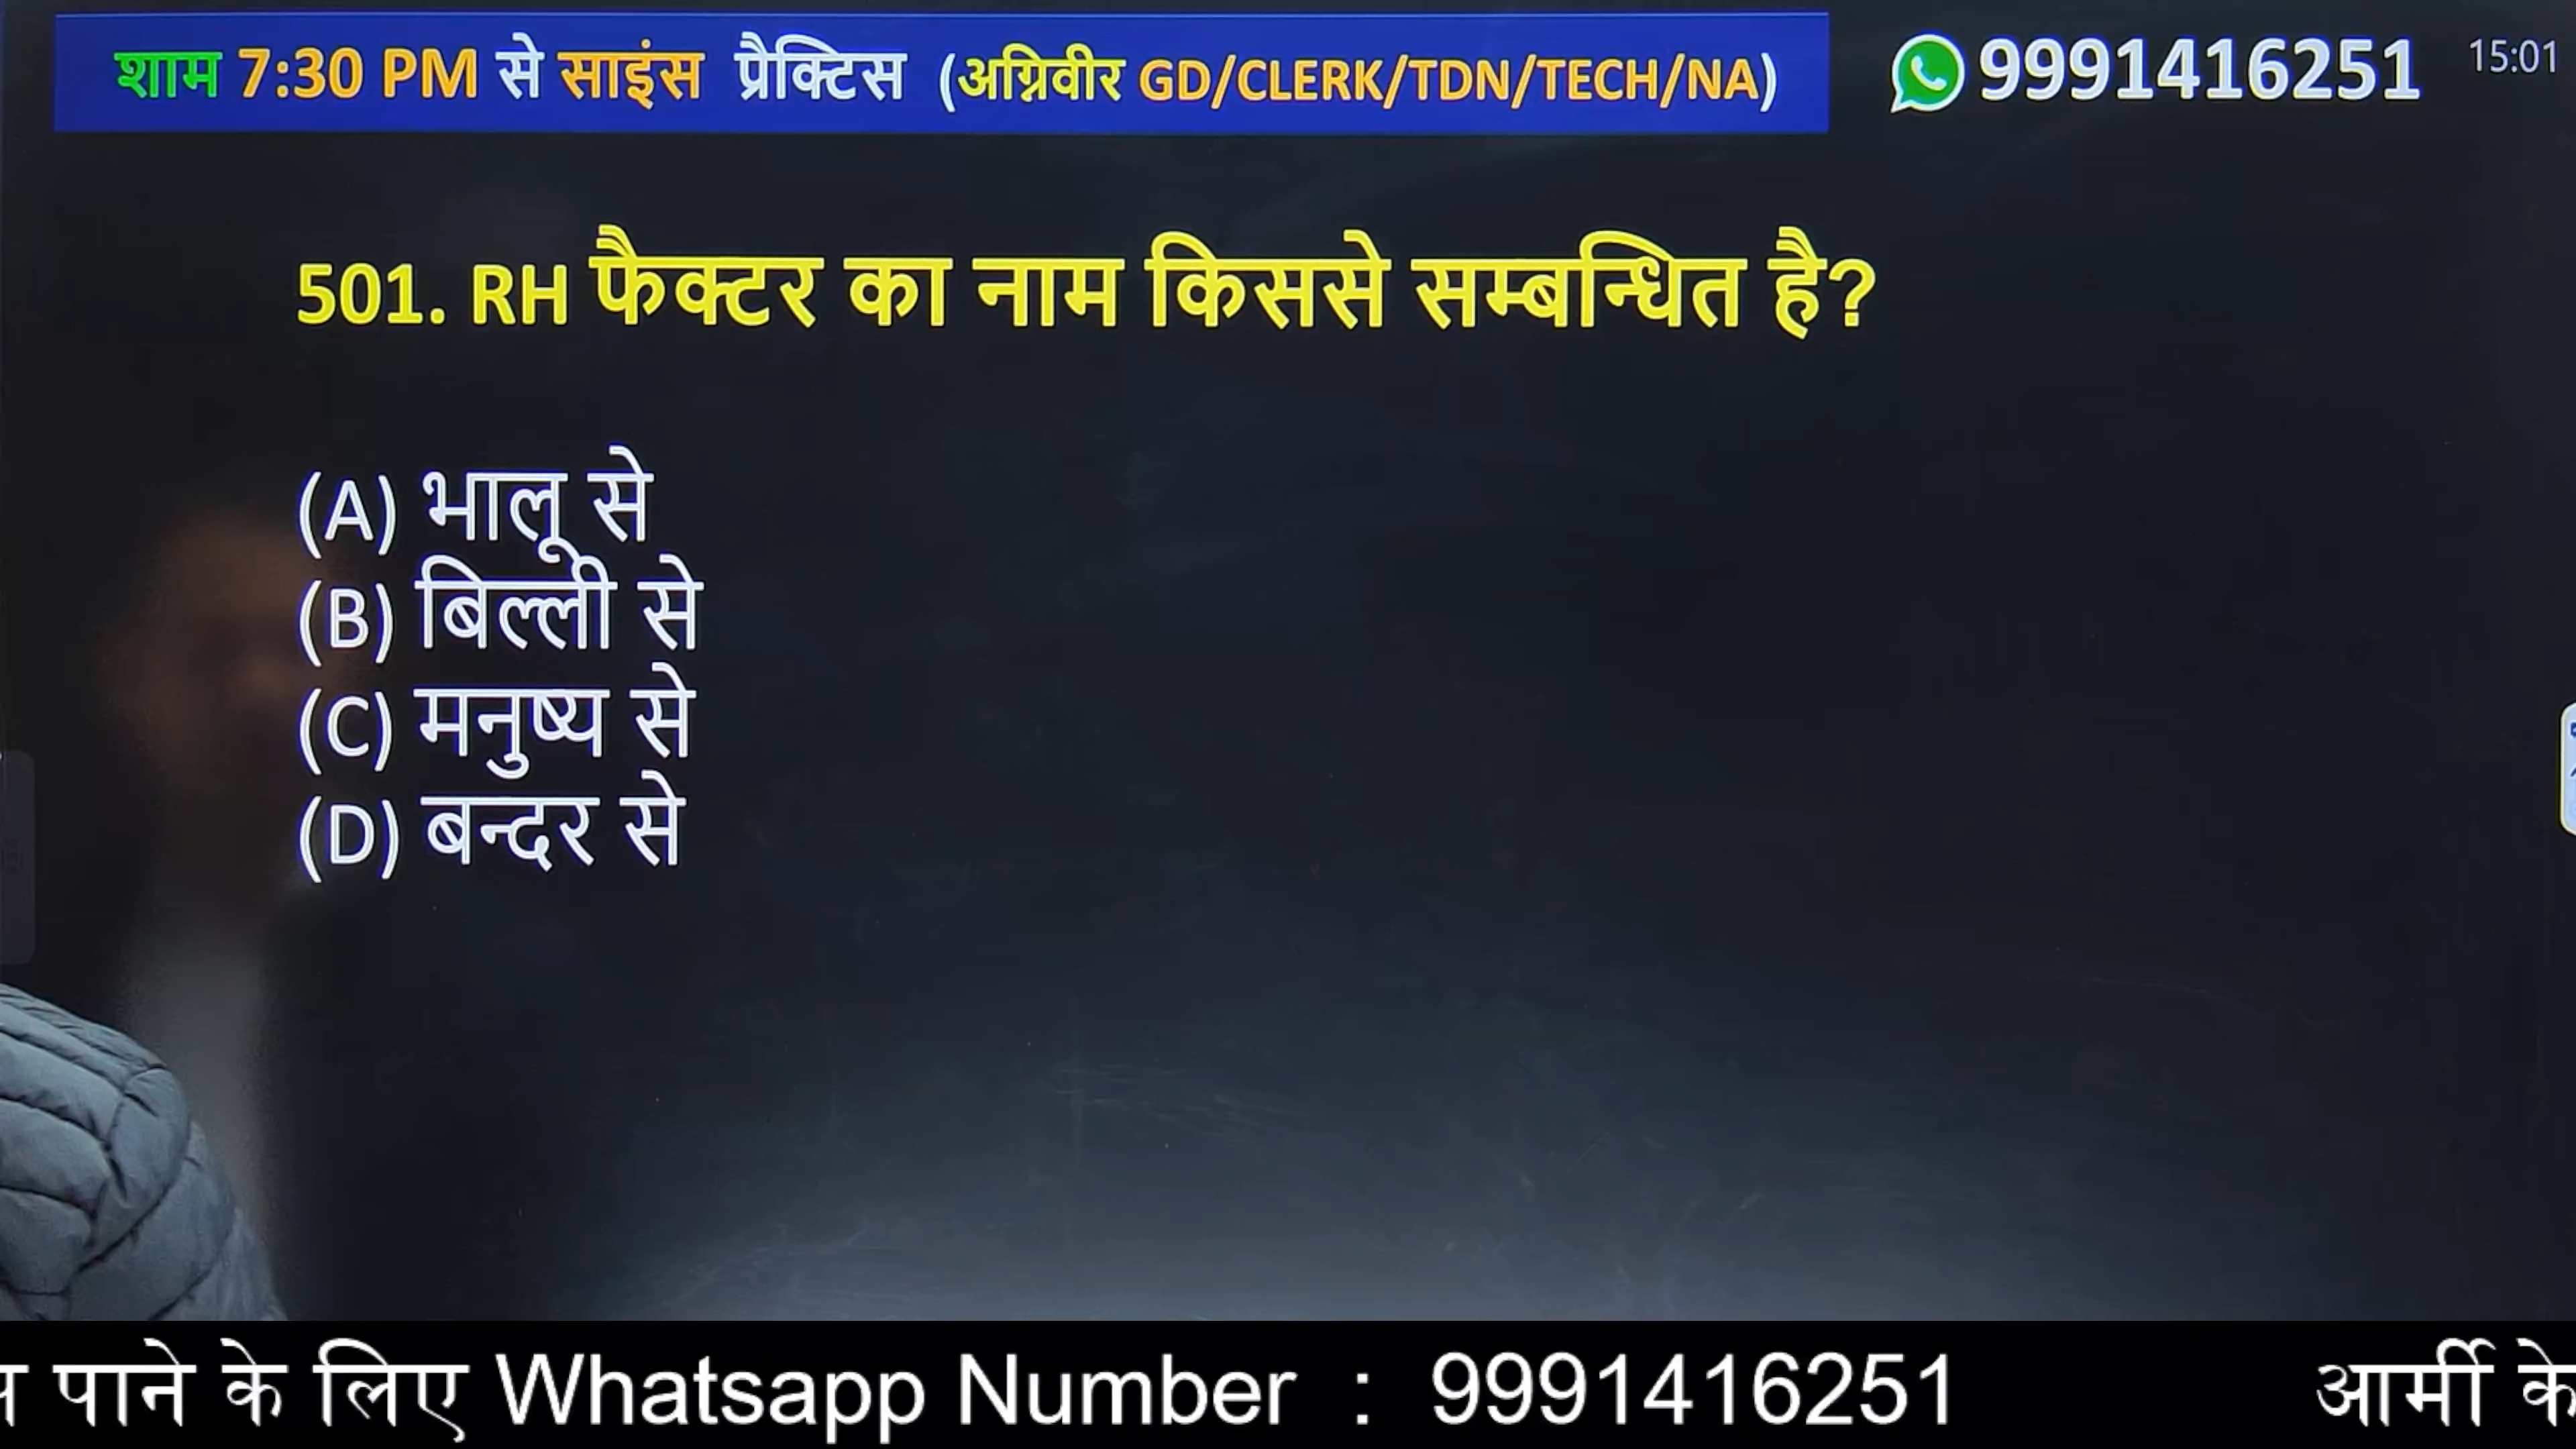 शाम 7:30 PM से साइंस प्रैक्टिस (अग्निवीर GD/CLERK/TDN/TECH/NA)
9991416251
15:01
501. RH फैक्टर का नाम किससे सम्बन्धित है?
(A) भालू से
(B) बिल्ली से
(C) मनुष्य से
(D) बन्दर से
पाने के लिए Whatsapp Number : 9991416251 आर्मी के